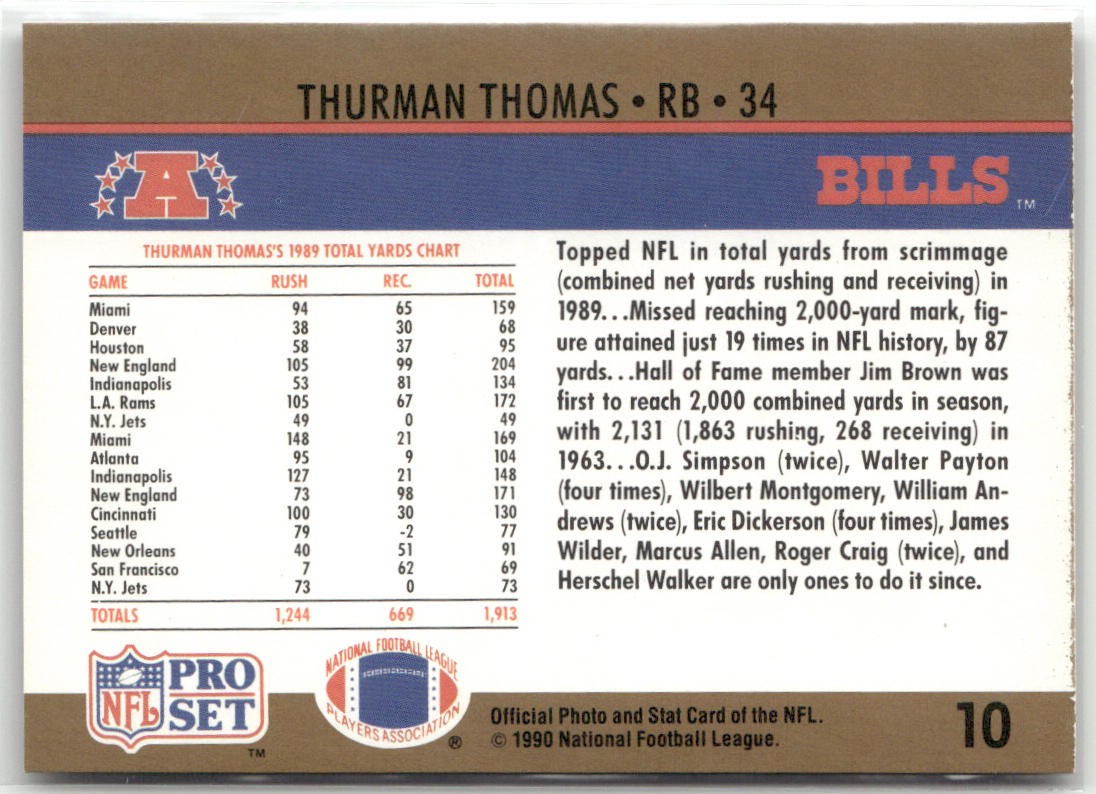 THURMAN THOMAS • RB • 34
A
BILLS TM
THURMAN THOMAS'S 1989 TOTAL YARDS CHART
GAME RUSH REC. TOTAL
Miami 94 65 159
Denver 38 30 68
Houston 58 37 95
New England 105 99 204
Indianapolis 53 81 134
L.A. Rams 105 67 172
N.Y. Jets 49 0 49
Miami 148 21 169
Atlanta 95 9 104
Indianapolis 127 21 148
New England 73 98 171
Cincinnati 100 30 130
Seattle 79 -2 77
New Orleans 40 51 91
San Francisco 7 62 69
N.Y. Jets 73 0 73
TOTALS 1,244 669 1,913
Topped NFL in total yards from scrimmage
(combined net yards rushing and receiving) in
1989...Missed reaching 2,000-yard mark, fig-
ure attained just 19 times in NFL history, by 87
yards...Hall of Fame member Jim Brown was
first to reach 2,000 combined yards in season,
with 2,131 (1,863 rushing, 268 receiving) in
1963...O.J. Simpson (twice), Walter Payton
(four times), Wilbert Montgomery, William An-
drews (twice), Eric Dickerson (four times), James
Wilder, Marcus Allen, Roger Craig (twice), and
Herschel Walker are only ones to do it since.
NFL PRO SET TM
NATIONAL FOOTBALL LEAGUE
PLAYERS ASSOCIATION ®
Official Photo and Stat Card of the NFL.
© 1990 National Football League.
10